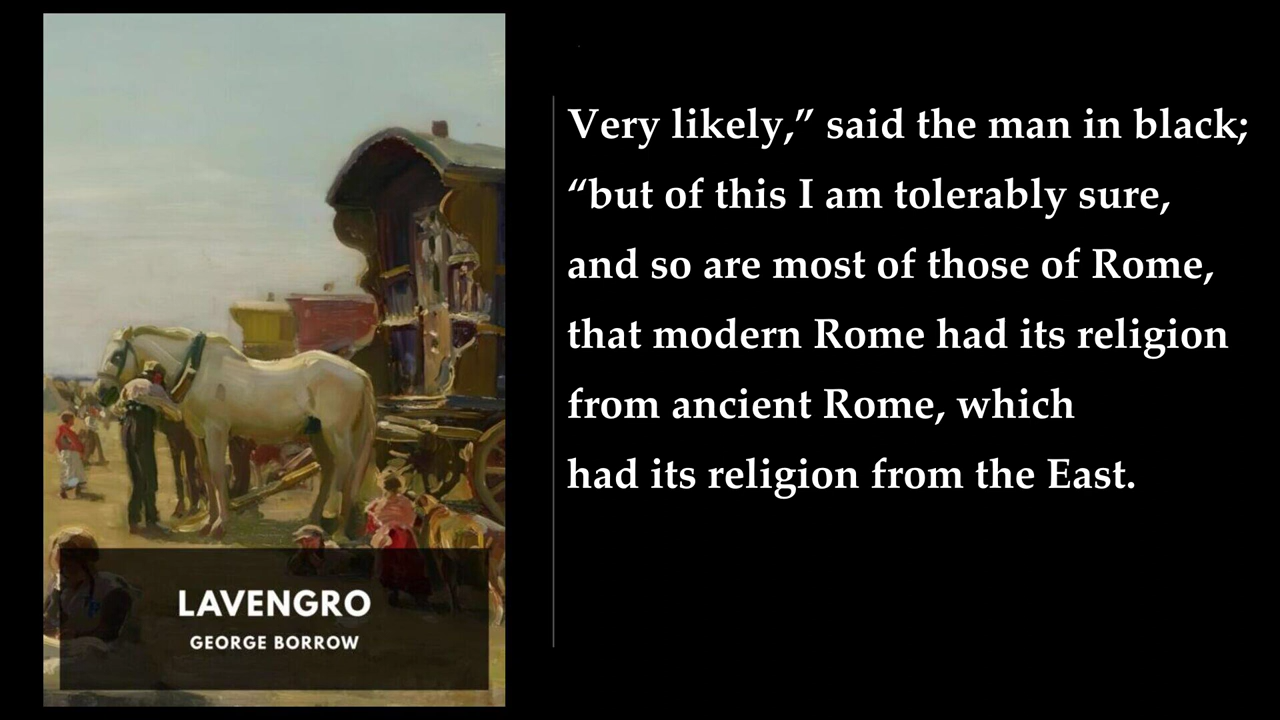 Very likely,” said the man in black;
“but of this I am tolerably sure,
and so are most of those of Rome,
that modern Rome had its religion
from ancient Rome, which
had its religion from the East.
LAVENGRO
GEORGE BORROW